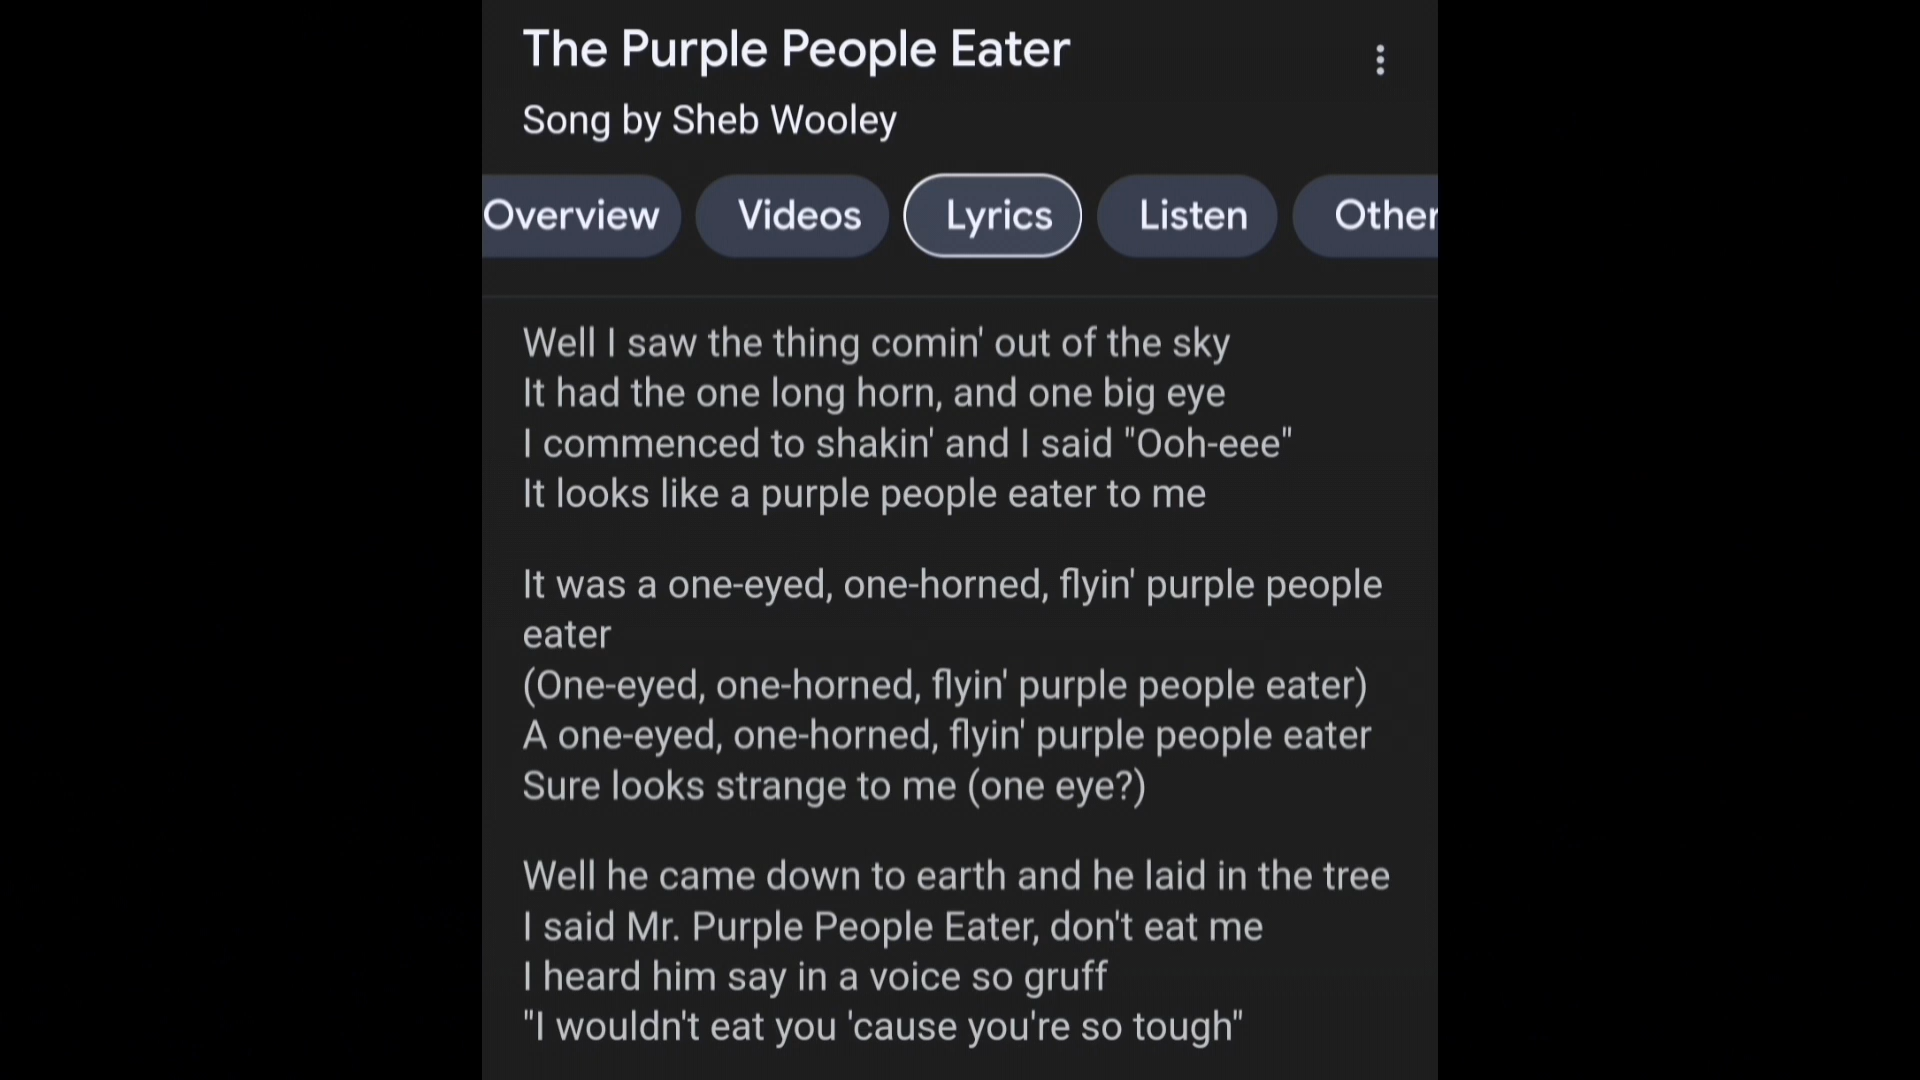 The Purple People Eater
Song by Sheb Wooley
Overview Videos Lyrics Listen Other
Well I saw the thing comin' out of the sky
It had the one long horn, and one big eye
I commenced to shakin' and I said "Ooh-eee"
It looks like a purple people eater to me
It was a one-eyed, one-horned, flyin' purple people
eater
(One-eyed, one-horned, flyin' purple people eater)
A one-eyed, one-horned, flyin' purple people eater
Sure looks strange to me (one eye?)
Well he came down to earth and he laid in the tree
I said Mr. Purple People Eater, don't eat me
I heard him say in a voice so gruff
"I wouldn't eat you 'cause you're so tough"